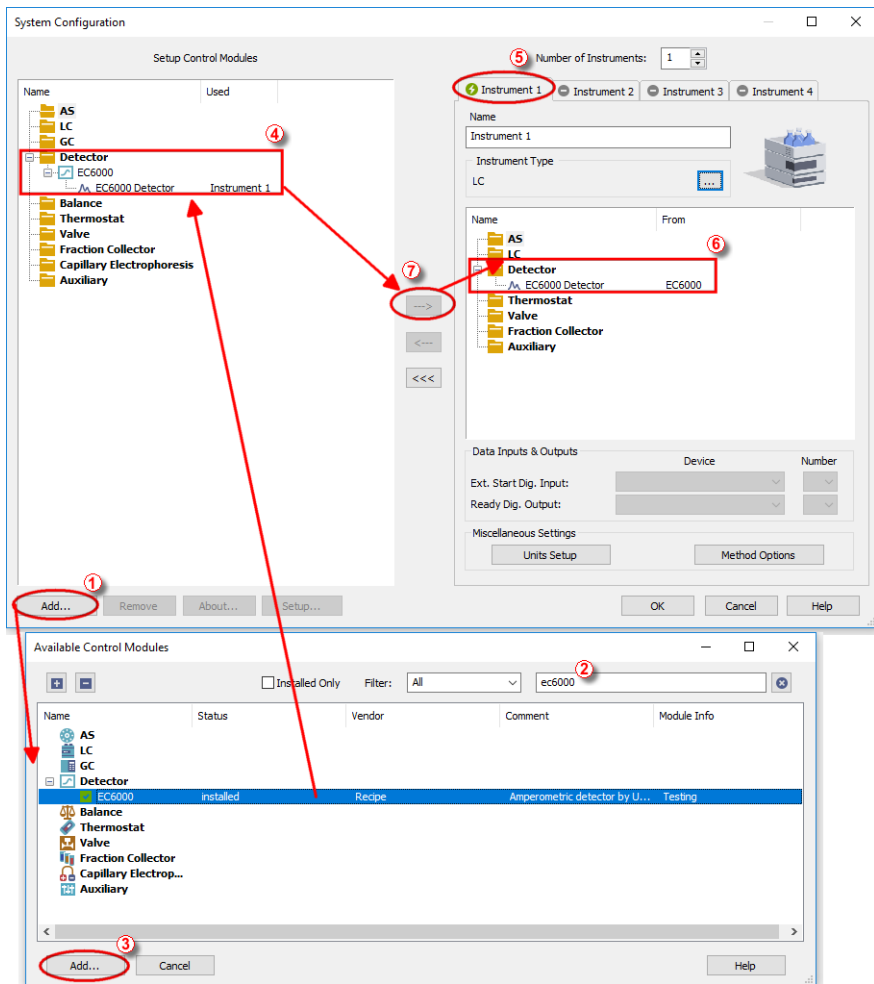 System Configuration
Setup Control Modules
⑤ Number of Instruments: 1
Name Used
AS
LC
GC
④
Detector
EC6000
EC6000 Detector Instrument 1
Balance
Thermostat
Valve
Fraction Collector
Capillary Electrophoresis
Auxiliary
⑦
--->
<---
<<<
Instrument 1 Instrument 2 Instrument 3 Instrument 4
Name
Instrument 1
Instrument Type
LC ...
Name From
AS
LC
⑥
Detector
EC6000 Detector EC6000
Thermostat
Valve
Fraction Collector
Auxiliary
Data Inputs & Outputs
Device Number
Ext. Start Dig. Input:
Ready Dig. Output:
Miscellaneous Settings
Units Setup Method Options
①
Add... Remove About... Setup... OK Cancel Help
Available Control Modules
②
Installed Only Filter: All ec6000
Name Status Vendor Comment Module Info
AS
LC
GC
Detector
EC6000 installed Recipe Amperometric detector by U... Testing
Balance
Thermostat
Valve
Fraction Collector
Capillary Electrop...
Auxiliary
③
Add... Cancel Help